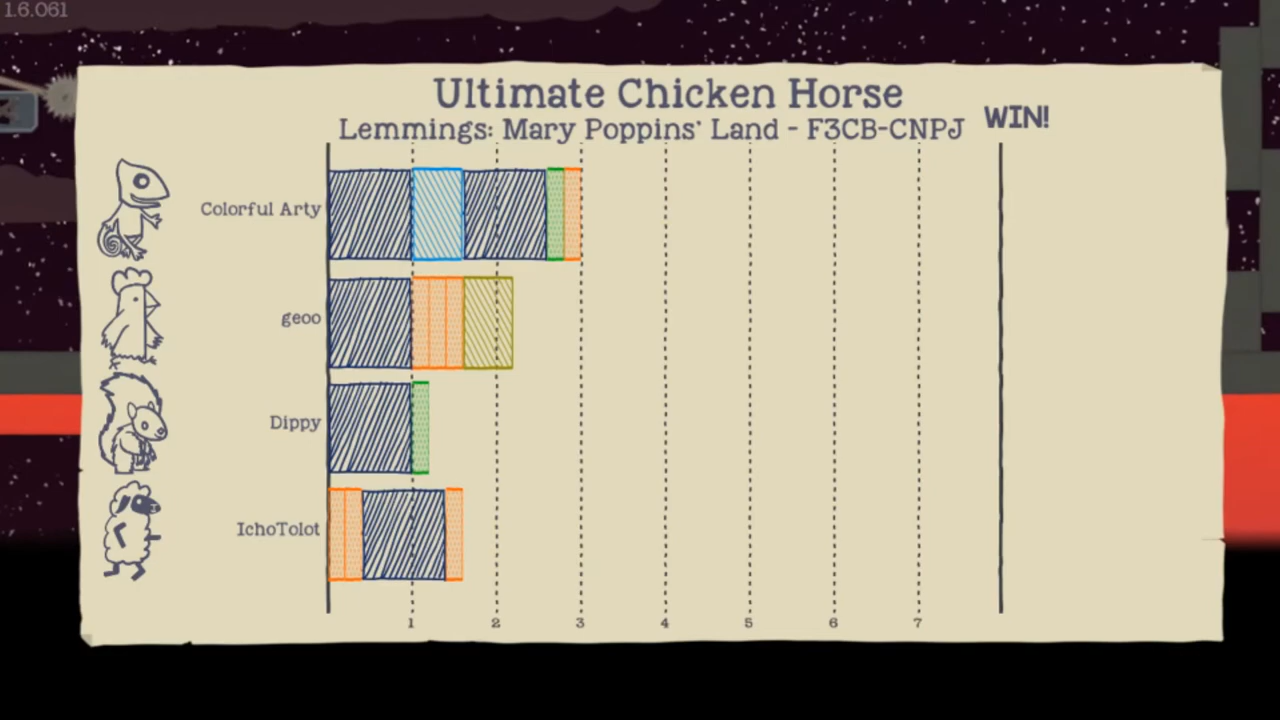 1.6.061
Ultimate Chicken Horse
Lemmings: Mary Poppins' Land - F3CB-CNPJ
WIN!
Colorful Arty
geoo
Dippy
IchoTolot
1 2 3 4 5 6 7